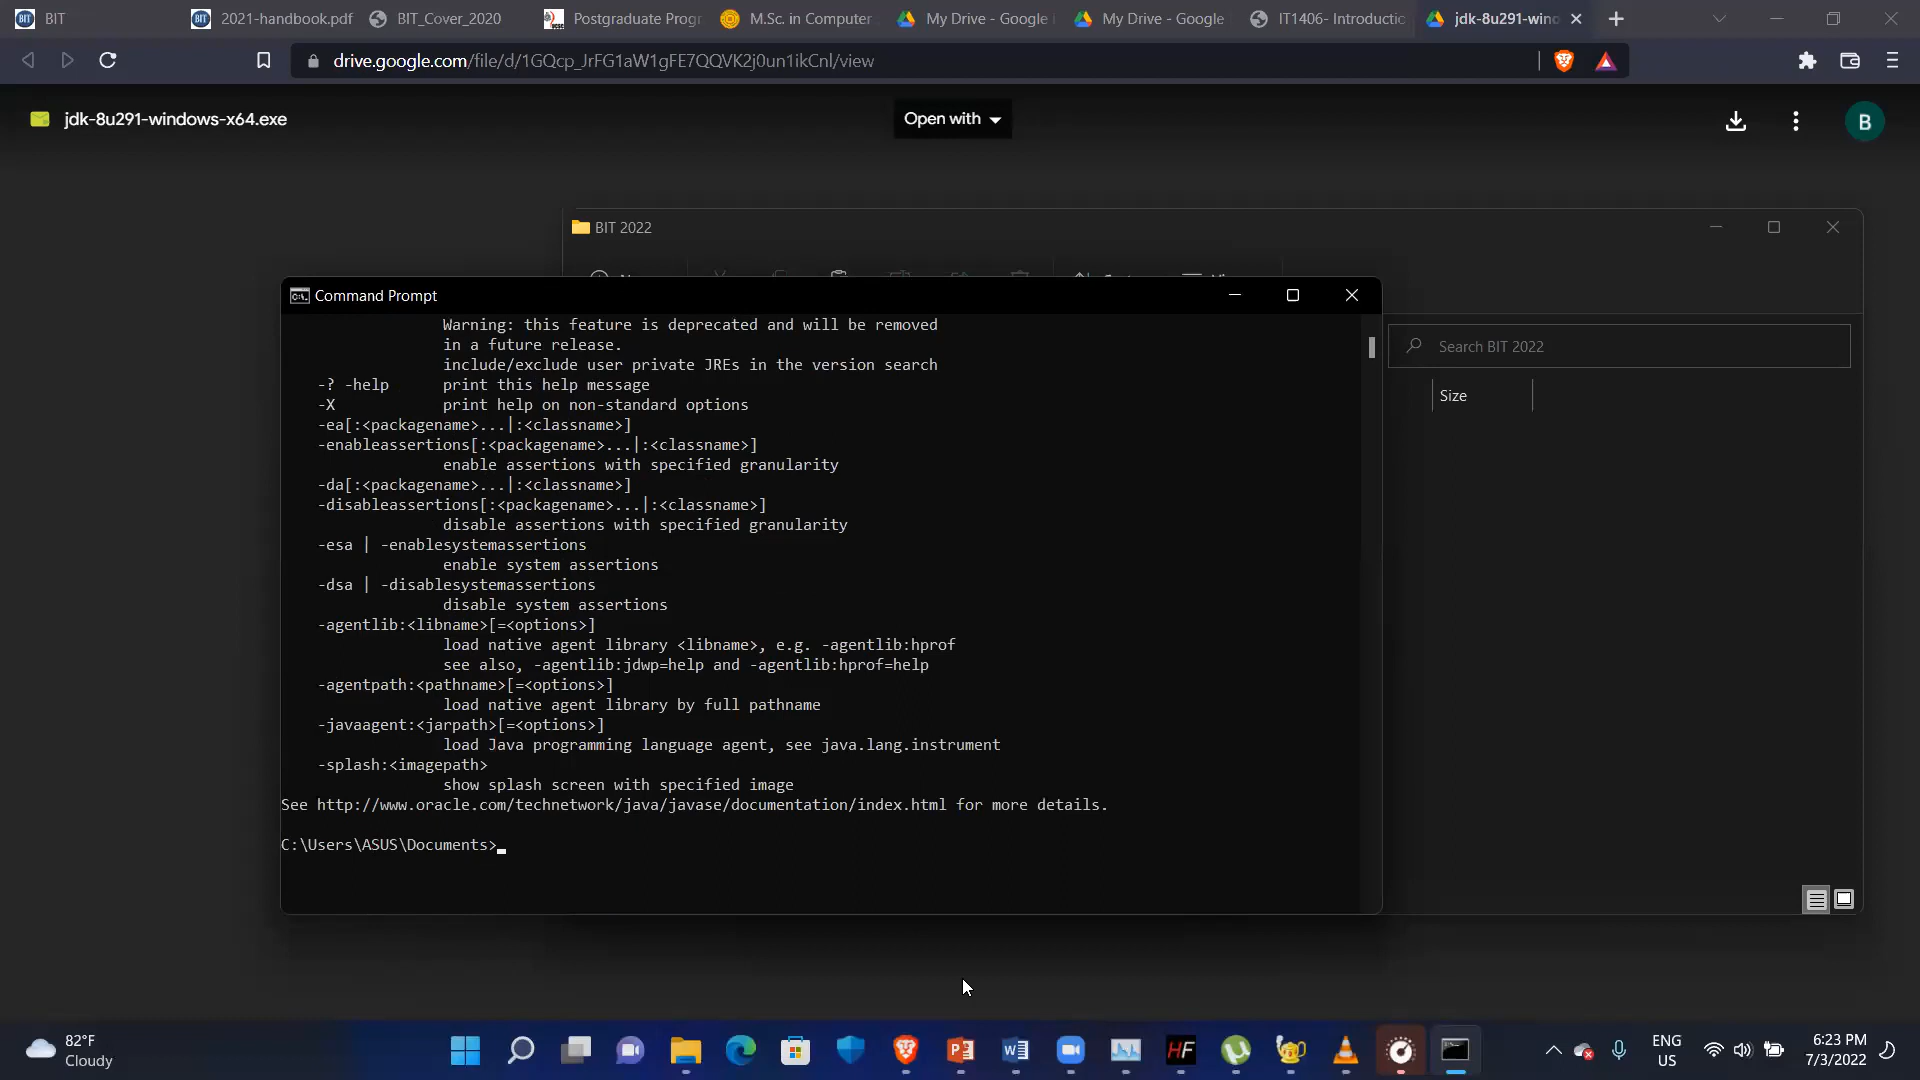 BIT
2021-handbook.pdf
BIT_Cover_2020
Postgraduate Prog
M.Sc. in Computer
My Drive - Google
My Drive - Google
IT1406- Introductio
jdk-8u291-wind
drive.google.com/file/d/1GQcp_JrFG1aW1gFE7QQVK2j0un1ikCnl/view
jdk-8u291-windows-x64.exe
Open with
B
BIT 2022
Command Prompt
Search BIT 2022
Size
Warning: this feature is deprecated and will be removed
in a future release.
include/exclude user private JREs in the version search
-? -help print this help message
-X print help on non-standard options
-ea[:<packagename>...|:<classname>]
-enableassertions[:<packagename>...|:<classname>]
enable assertions with specified granularity
-da[:<packagename>...|:<classname>]
-disableassertions[:<packagename>...|:<classname>]
disable assertions with specified granularity
-esa | -enablesystemassertions
enable system assertions
-dsa | -disablesystemassertions
disable system assertions
-agentlib:<libname>[=<options>]
load native agent library <libname>, e.g. -agentlib:hprof
see also, -agentlib:jdwp=help and -agentlib:hprof=help
-agentpath:<pathname>[=<options>]
load native agent library by full pathname
-javaagent:<jarpath>[=<options>]
load Java programming language agent, see java.lang.instrument
-splash:<imagepath>
show splash screen with specified image
See http://www.oracle.com/technetwork/java/javase/documentation/index.html for more details.
C:\Users\ASUS\Documents>
82°F
Cloudy
HF
ENG
US
6:23 PM
7/3/2022